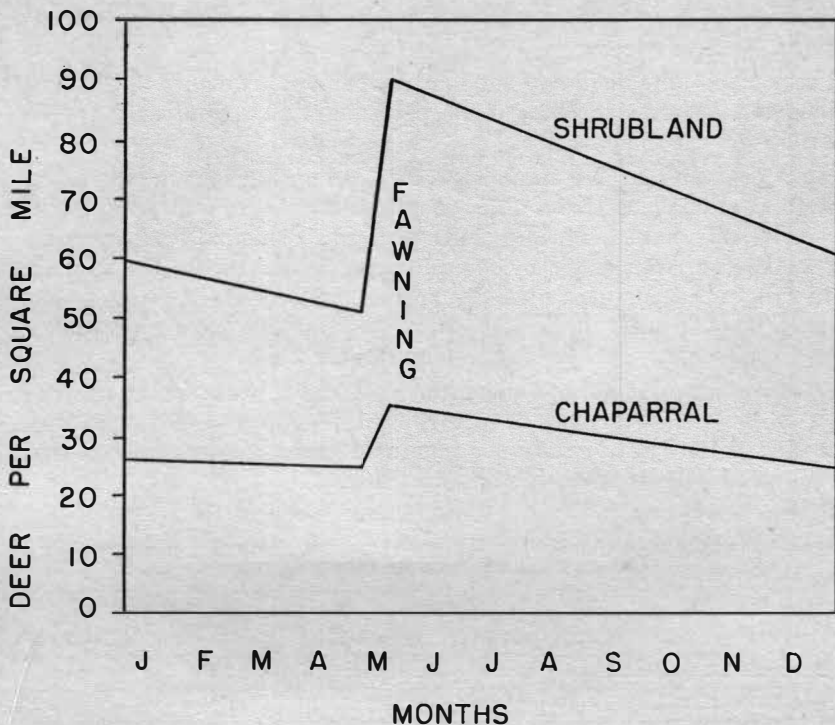 DEER PER SQUARE MILE
100
90
80
70
60
50
40
30
20
10
0
SHRUBLAND
FAWNING
CHAPARRAL
J F M A M J J A S O N D
MONTHS